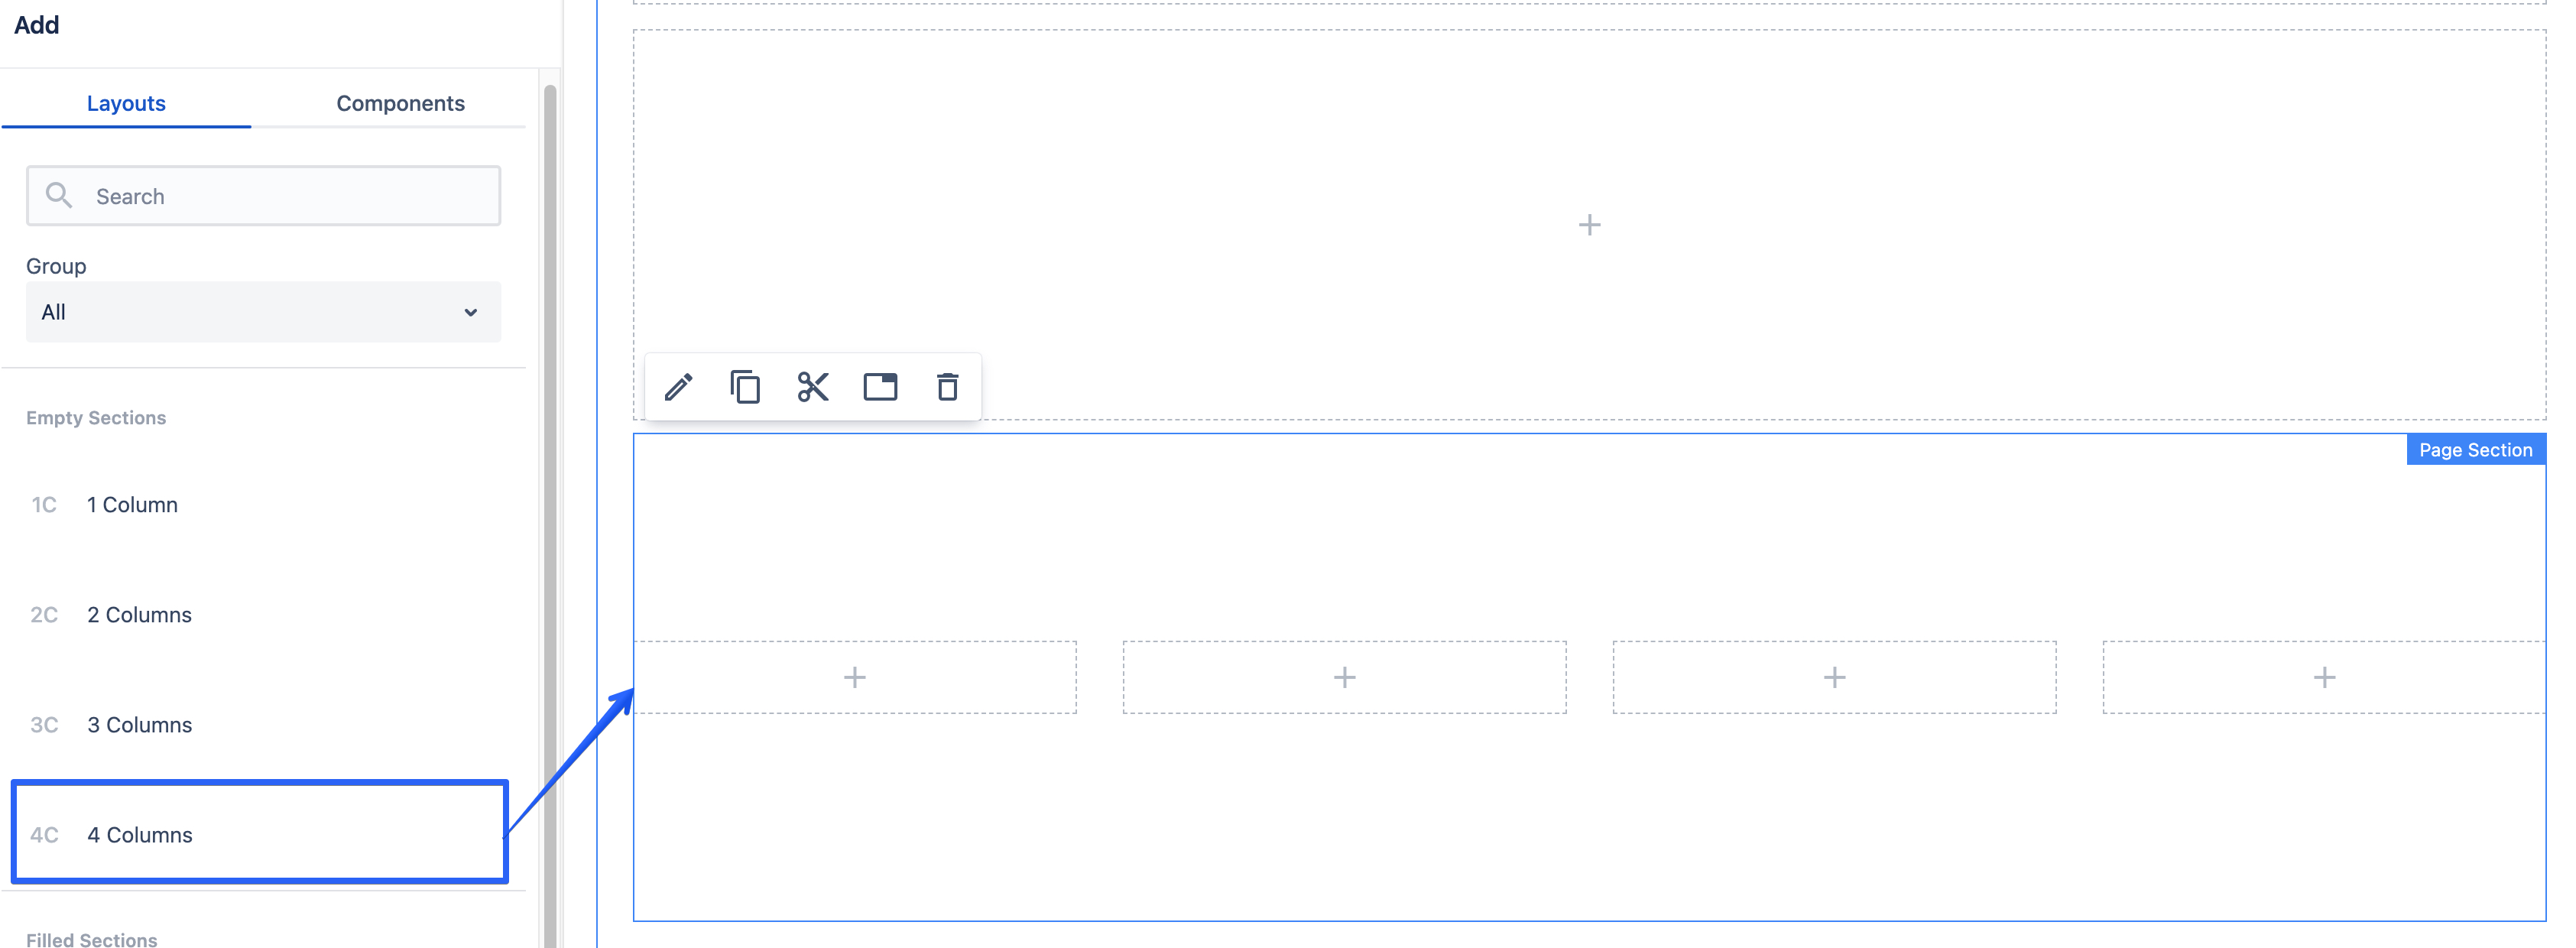 Add
Layouts
Components
Search
Group
All
Empty Sections
1C 1 Column
2C 2 Columns
3C 3 Columns
4C 4 Columns
Filled Sections
Page Section